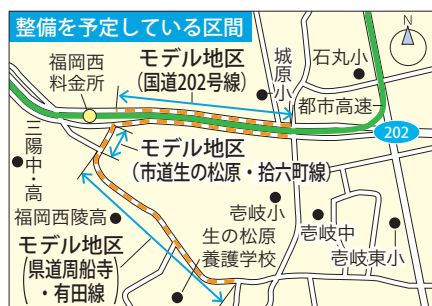 整備を予定している区間
モデル地区
(国道202号線)
福岡西
料金所
城原小
石丸小
都市高速
N
202
三陽中・高
モデル地区
(市道生の松原・拾六町線)
福岡西陵高
壱岐小
生の松原
養護学校
壱岐中
壱岐東小
モデル地区
(県道周船寺
・有田線)